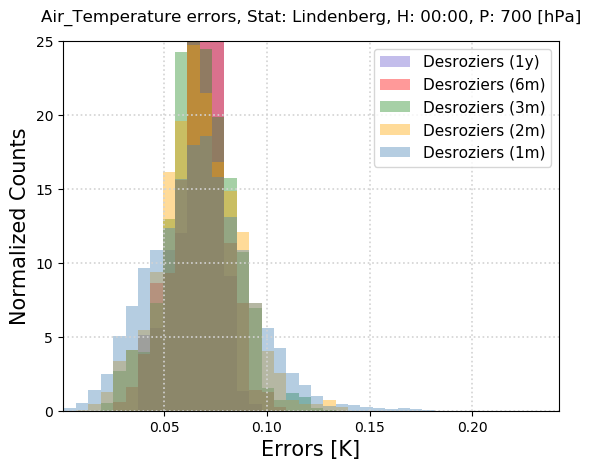 Air_Temperature errors, Stat: Lindenberg, H: 00:00, P: 700 [hPa]
Desroziers (1y)
Desroziers (6m)
Desroziers (3m)
Desroziers (2m)
Desroziers (1m)
Normalized Counts
25
20
15
10
5
0
0.05 0.10 0.15 0.20
Errors [K]